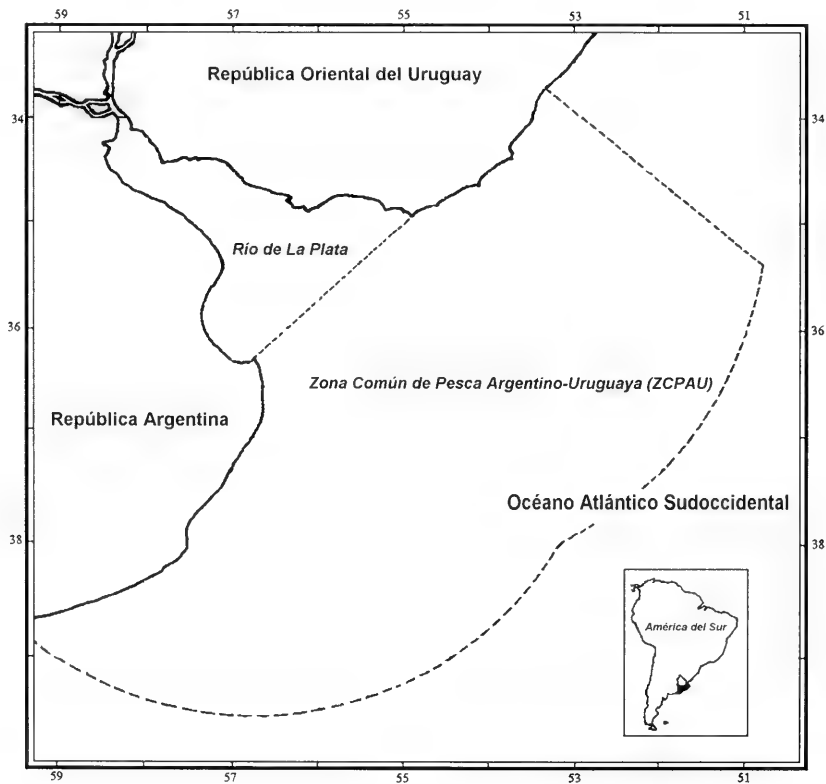 59 57 55 53 51
República Oriental del Uruguay
34 34
Río de La Plata
36 36
Zona Común de Pesca Argentino-Uruguaya (ZCPAU)
República Argentina
Océano Atlántico Sudoccidental
38 38
América del Sur
59 57 55 53 51